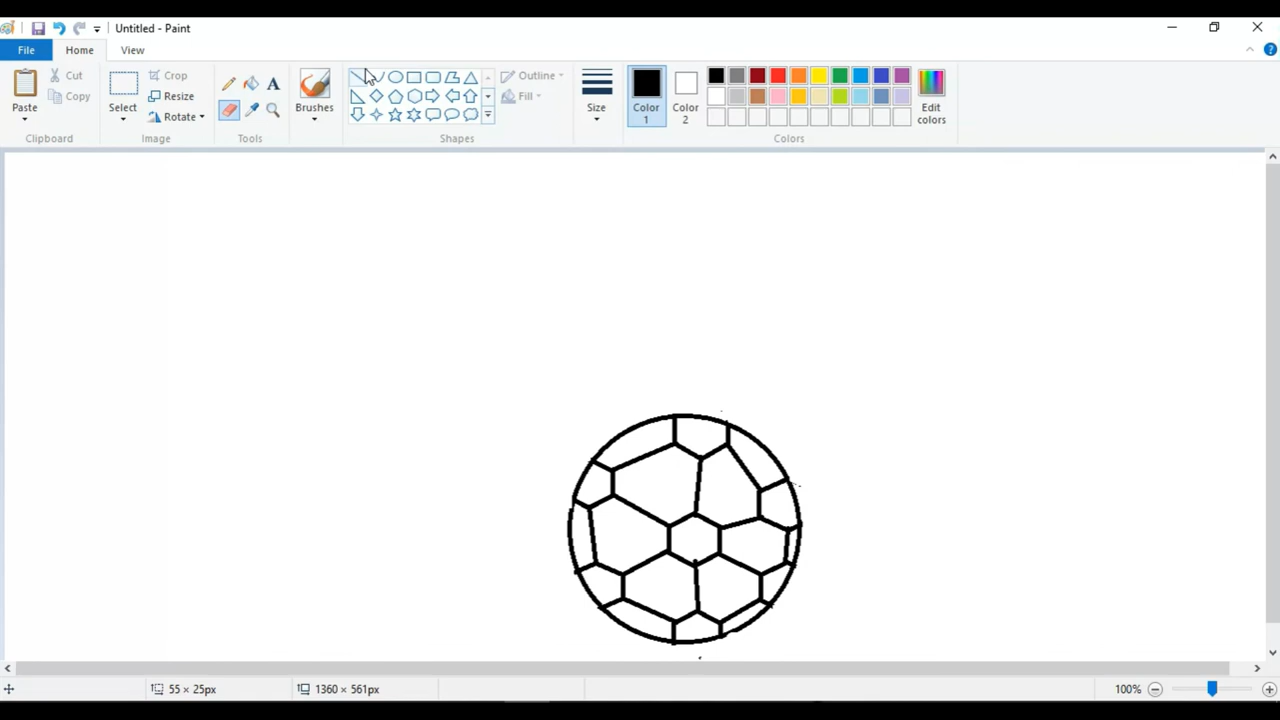 Untitled - Paint
File Home View
Cut
Copy
Paste
Clipboard
Select
Crop
Resize
Rotate
Image
A
Tools
Brushes
Shapes
Outline
Fill
Size
Color 1
Color 2
Edit colors
Colors
55 × 25px
1360 × 561px
100%